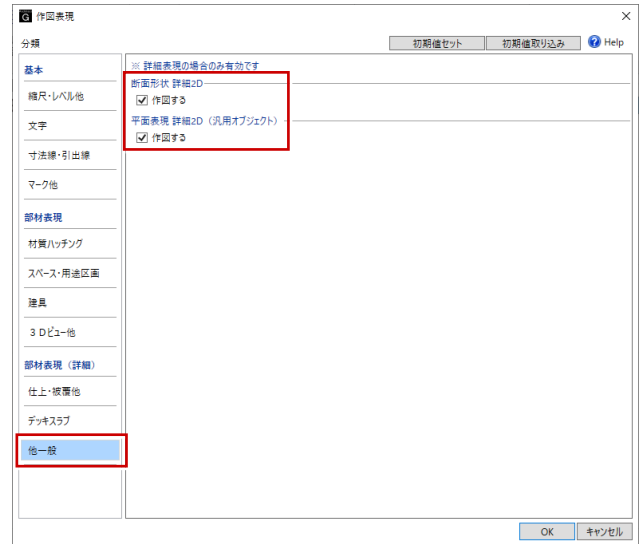 G 作図表現
分類
初期値セット
初期値取り込み
? Help
基本
縮尺・レベル他
文字
寸法線・引出線
マーク他
部材表現
材質ハッチング
スペース・用途区画
建具
３Dビュー他
部材表現（詳細）
仕上・被覆他
デッキスラブ
他一般
※ 詳細表現の場合のみ有効です
断面形状 詳細2D
作図する
平面表現 詳細2D（汎用オブジェクト）
作図する
OK
キャンセル